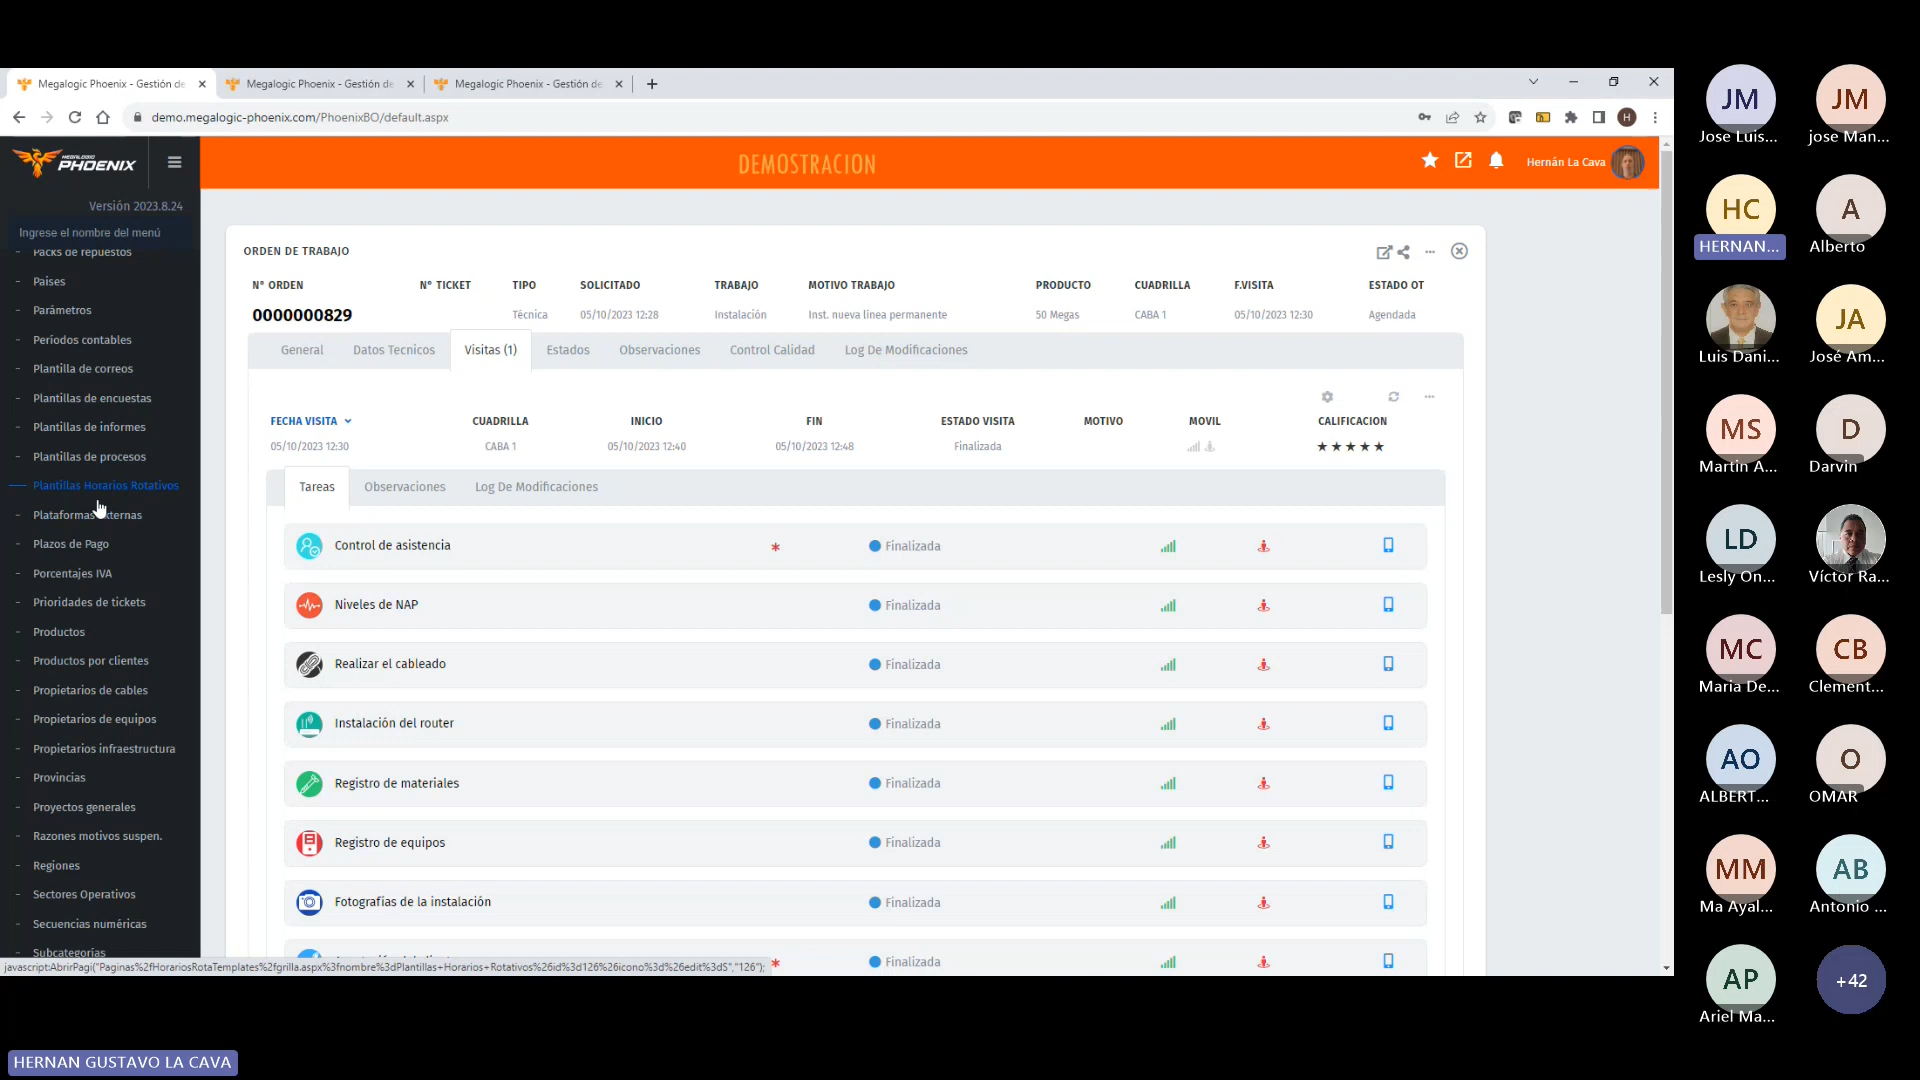 Megalogic Phoenix - Gestión de
Megalogic Phoenix - Gestión de
Megalogic Phoenix - Gestión de
demo.megalogic-phoenix.com/PhoenixBO/default.aspx
H
MEGALOGIC
PHOENIX
DEMOSTRACION
Hernán La Cava
Versión 2023.8.24
Ingrese el nombre del menú
Packs de repuestos
Paises
Parámetros
Períodos contables
Plantilla de correos
Plantillas de encuestas
Plantillas de informes
Plantillas de procesos
Plantillas Horarios Rotativos
Plazos de Pago
Porcentajes IVA
Prioridades de tickets
Productos
Productos por clientes
Propietarios de cables
Propietarios de equipos
Propietarios infraestructura
Provincias
Proyectos generales
Razones motivos suspen.
Regiones
Sectores Operativos
Secuencias numéricas
Subcategorías
ORDEN DE TRABAJO
N° ORDEN N° TICKET TIPO SOLICITADO TRABAJO MOTIVO TRABAJO PRODUCTO CUADRILLA F.VISITA ESTADO OT
0000000829 Técnica 05/10/2023 12:28 Instalación Inst. nueva línea permanente 50 Megas CABA 1 05/10/2023 12:30 Agendada
General Datos Tecnicos Visitas (1) Estados Observaciones Control Calidad Log De Modificaciones
FECHA VISITA CUADRILLA INICIO FIN ESTADO VISITA MOTIVO MOVIL CALIFICACION
05/10/2023 12:30 CABA 1 05/10/2023 12:40 05/10/2023 12:48 Finalizada
Tareas Observaciones Log De Modificaciones
Control de asistencia * Finalizada
Niveles de NAP Finalizada
Realizar el cableado Finalizada
Instalación del router Finalizada
Registro de materiales Finalizada
Registro de equipos Finalizada
Fotografías de la instalación Finalizada
* Finalizada
javascript:AbrirPagi("Paginas%2fHorariosRotaTemplates%2fgrilla.aspx%3fnombre%3dPlantillas+Horarios+Rotativos%26id%3d126%26icono%3d%26edit%3dS","126");
JM JM
Jose Luis... jose Man...
HC A
HERNAN... Alberto
JA
Luis Dani... José Am...
MS D
Martin A... Darvin
LD
Lesly On... Víctor Ra...
MC CB
Maria De... Clement...
AO O
ALBERT... OMAR
MM AB
Ma Ayal... Antonio ...
AP +42
Ariel Ma...
HERNAN GUSTAVO LA CAVA